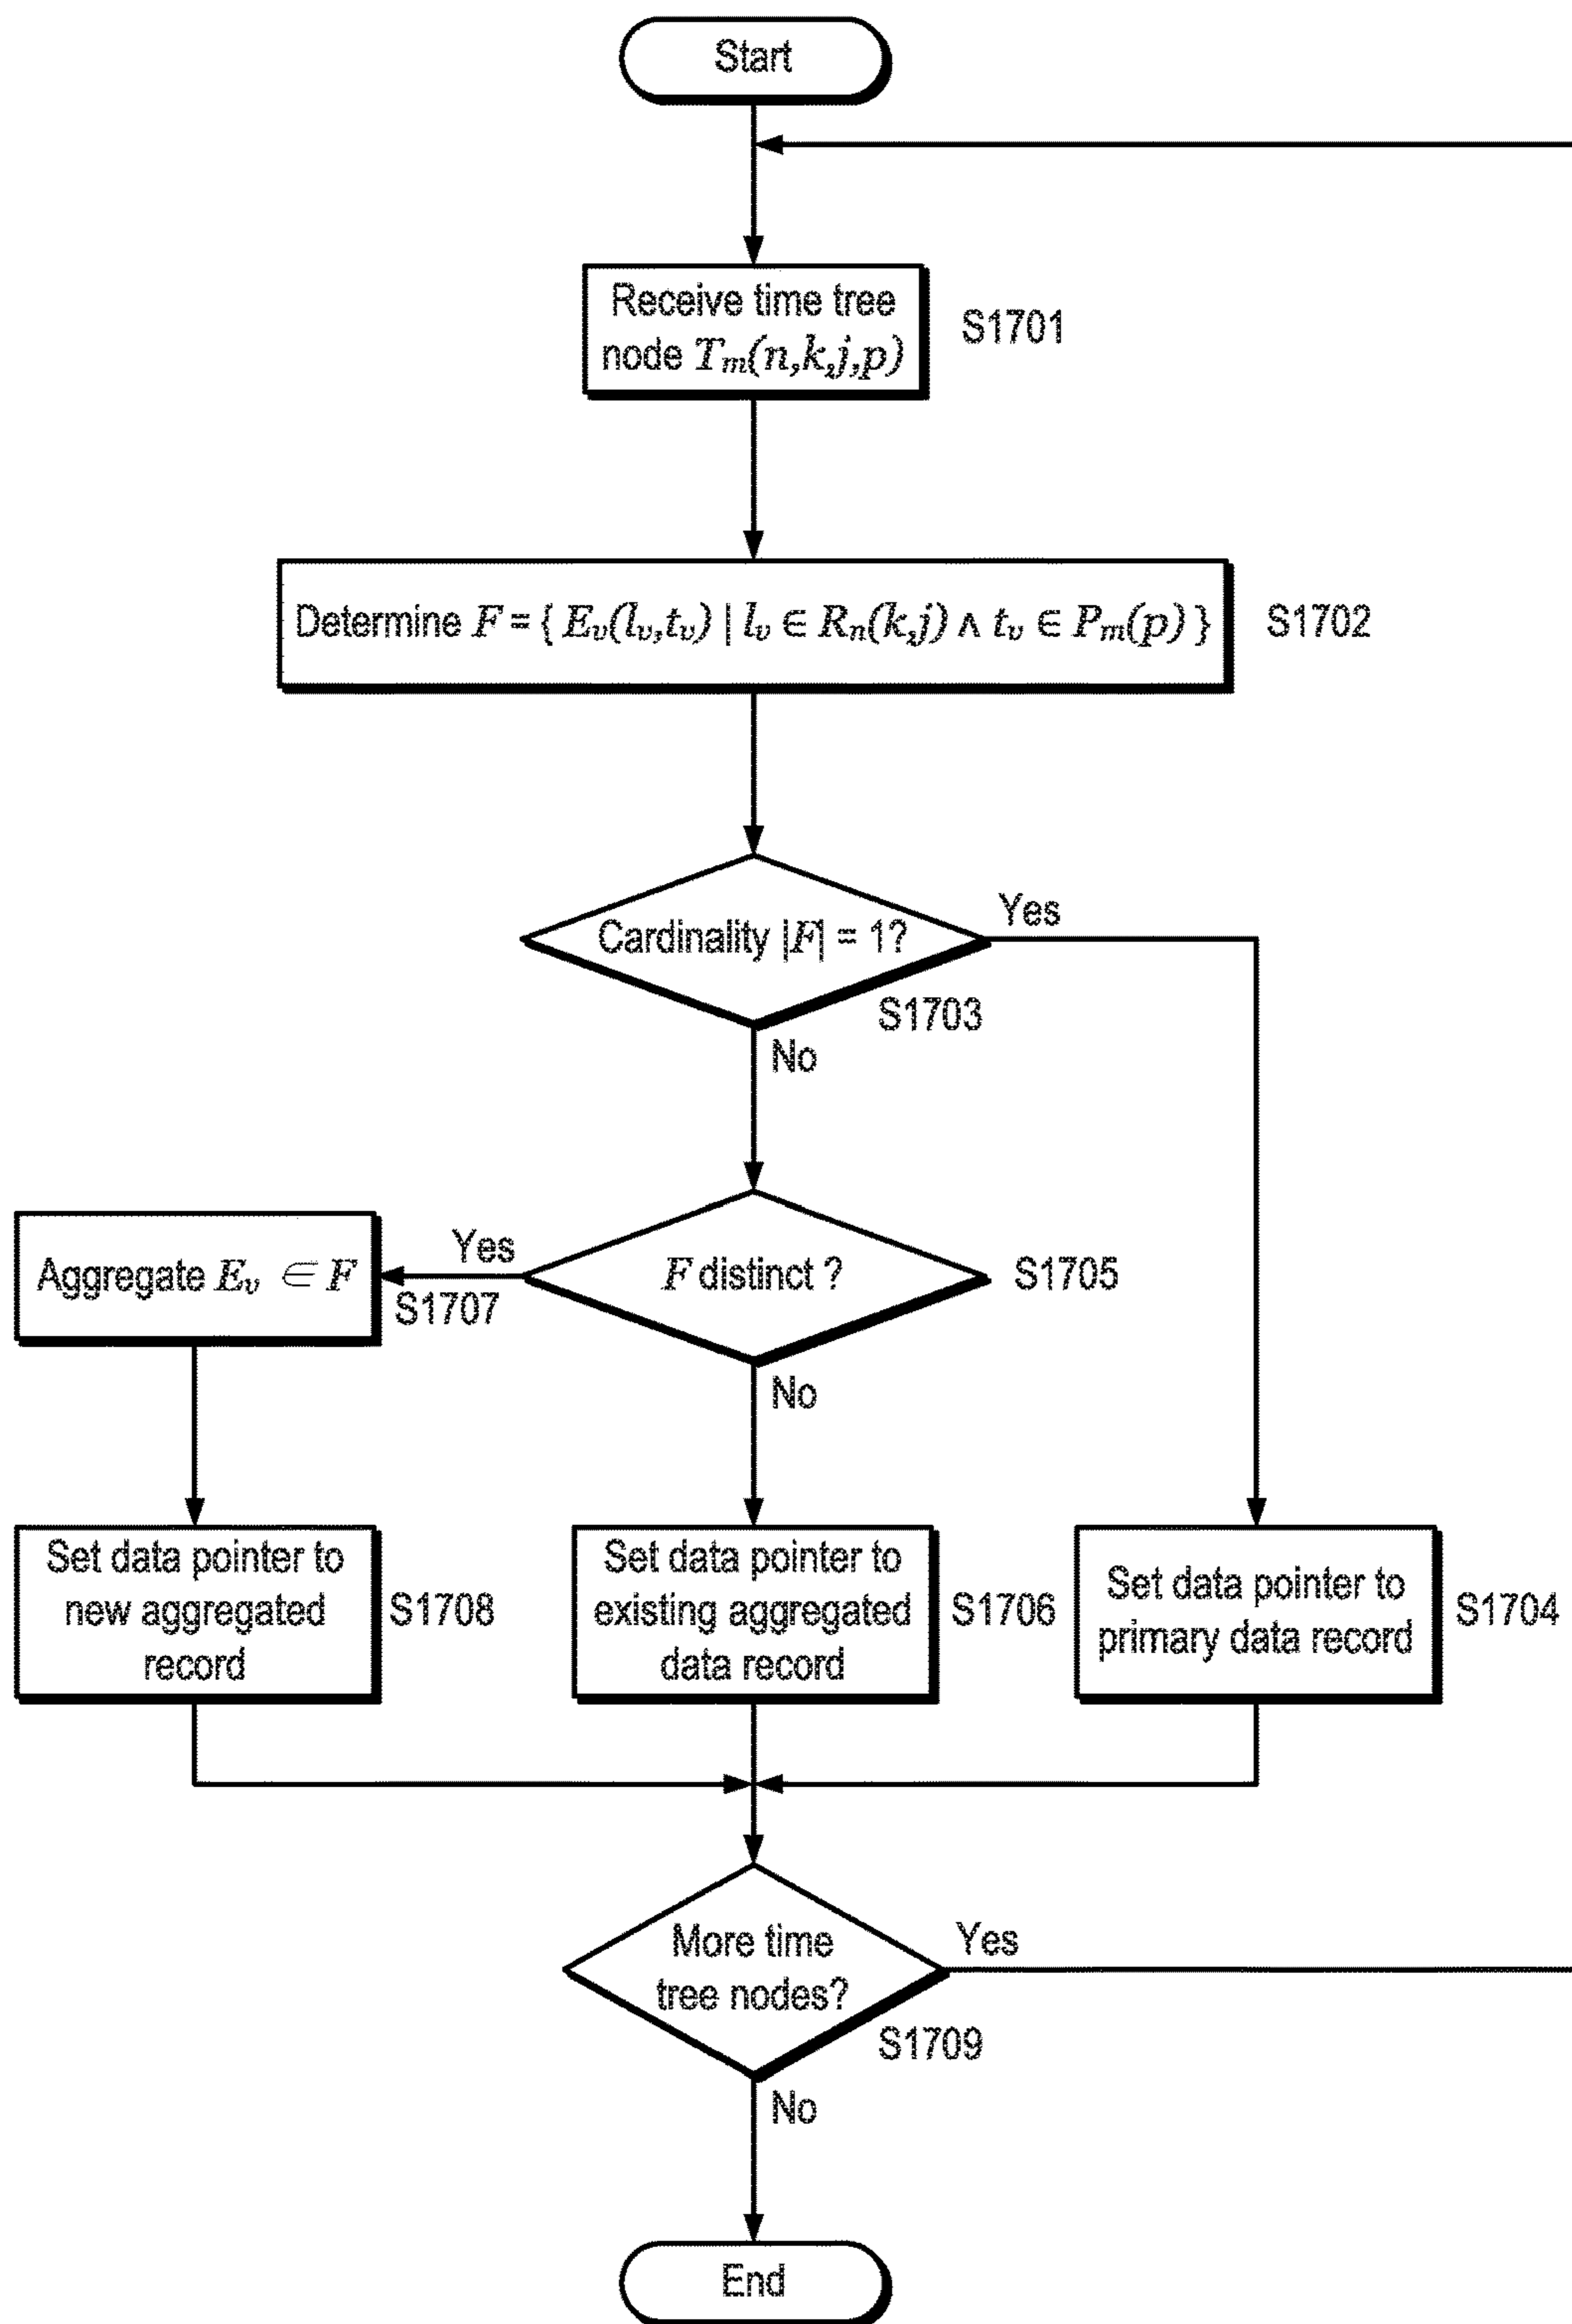 Start
Receive time tree
node Tₘ(n,k,j,p)
S1701
Determine F = { Eᵥ(lᵥ,tᵥ) | lᵥ ∈ Rₙ(k,j) ∧ tᵥ ∈ Pₘ(p) }
S1702
Cardinality |F| = 1?
Yes
S1703
No
Aggregate Eᵥ ∈ F
Yes
S1707
F distinct ?
S1705
No
Set data pointer to
new aggregated
record
S1708
Set data pointer to
existing aggregated
data record
S1706
Set data pointer to
primary data record
S1704
More time
tree nodes?
Yes
S1709
No
End